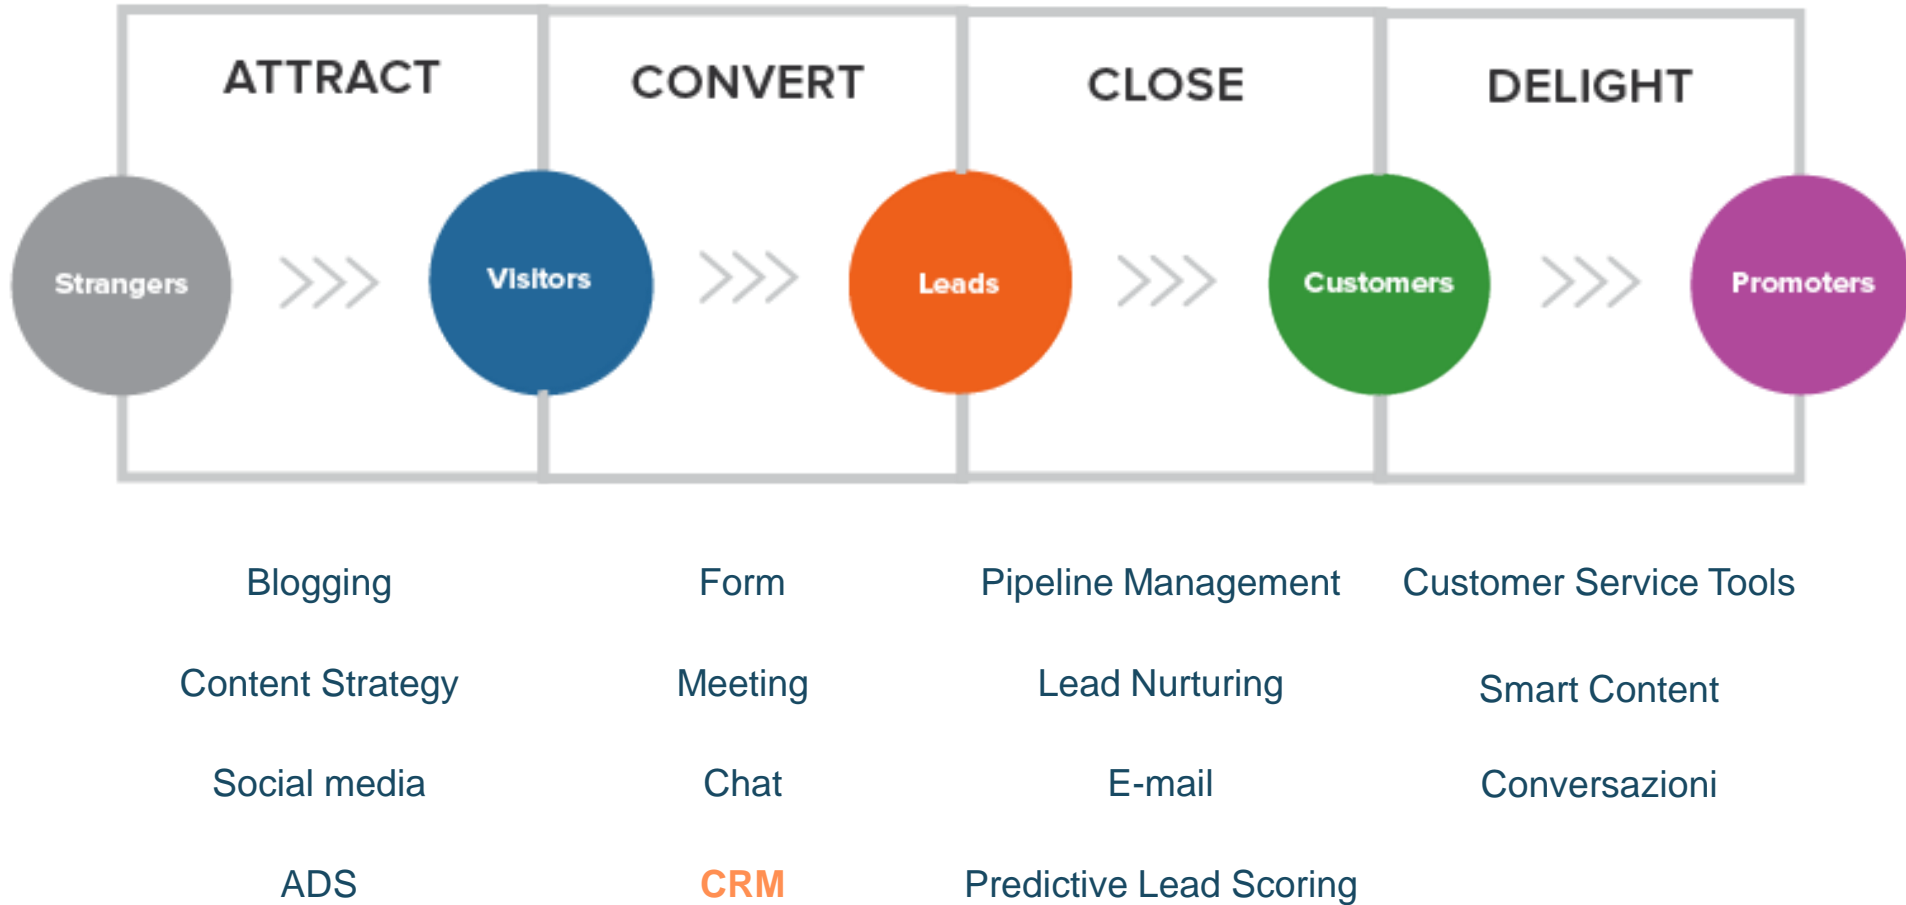 ATTRACT
CONVERT
CLOSE
DELIGHT
Strangers
Visitors
Leads
Customers
Promoters
Blogging
Form
Pipeline Management
Customer Service Tools
Content Strategy
Meeting
Lead Nurturing
Smart Content
Social media
Chat
E-mail
Conversazioni
ADS
CRM
Predictive Lead Scoring